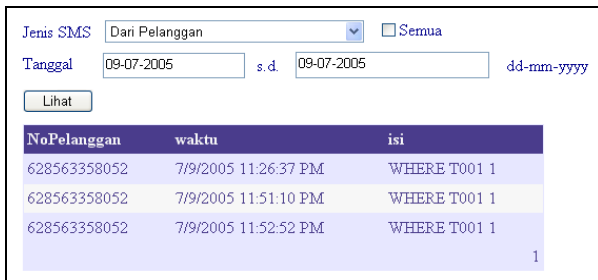 Jenis SMS Dari Pelanggan Semua
Tanggal 09-07-2005 s.d. 09-07-2005 dd-mm-yyyy
Lihat
NoPelanggan waktu isi
628563358052 7/9/2005 11:26:37 PM WHERE T001 1
628563358052 7/9/2005 11:51:10 PM WHERE T001 1
628563358052 7/9/2005 11:52:52 PM WHERE T001 1
1